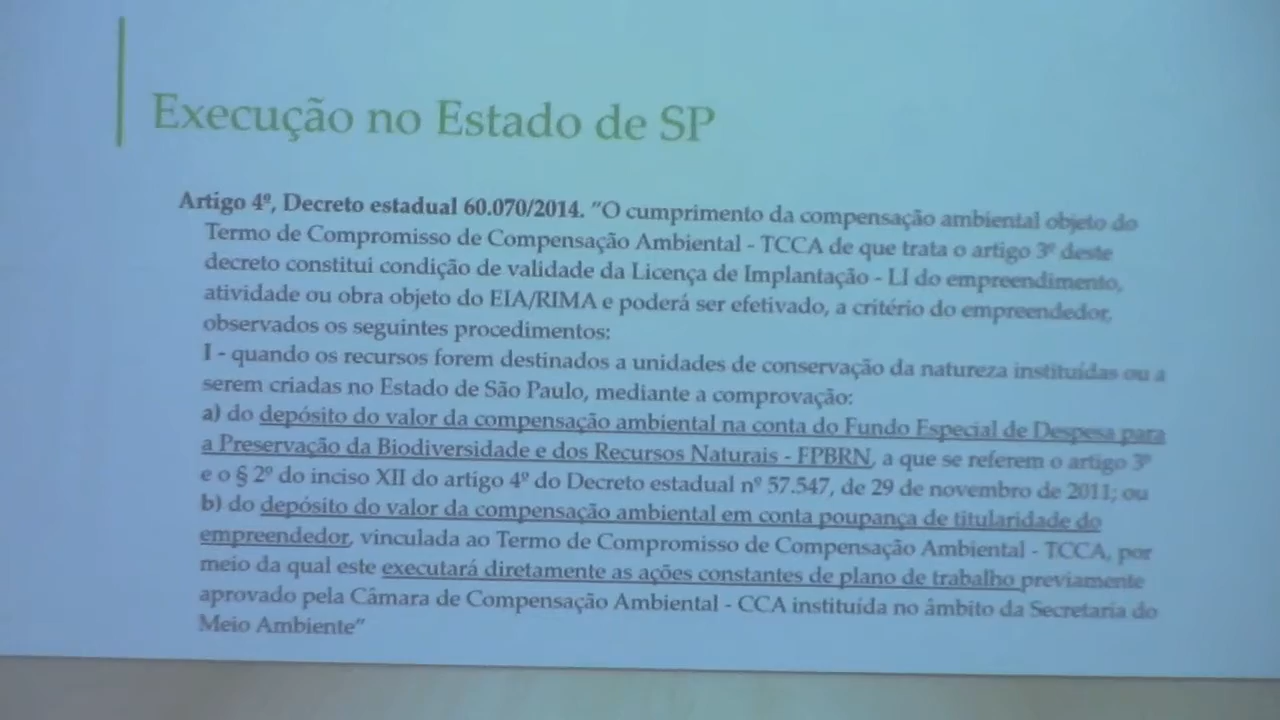 Execução no Estado de SP
Artigo 4º, Decreto estadual 60.070/2014. "O cumprimento da compensação ambiental objeto do
Termo de Compromisso de Compensação Ambiental - TCCA de que trata o artigo 3º deste
decreto constitui condição de validade da Licença de Implantação - LI do empreendimento,
atividade ou obra objeto do EIA/RIMA e poderá ser efetivado, a critério do empreendedor,
observados os seguintes procedimentos:
I - quando os recursos forem destinados a unidades de conservação da natureza instituídas ou a
serem criadas no Estado de São Paulo, mediante a comprovação:
a) do depósito do valor da compensação ambiental na conta do Fundo Especial de Despesa para
a Preservação da Biodiversidade e dos Recursos Naturais - FPBRN, a que se referem o artigo 3º
e o § 2º do inciso XII do artigo 4º do Decreto estadual nº 57.547, de 29 de novembro de 2011; ou
b) do depósito do valor da compensação ambiental em conta poupança de titularidade do
empreendedor, vinculada ao Termo de Compromisso de Compensação Ambiental - TCCA, por
meio da qual este executará diretamente as ações constantes de plano de trabalho previamente
aprovado pela Câmara de Compensação Ambiental - CCA instituída no âmbito da Secretaria do
Meio Ambiente"